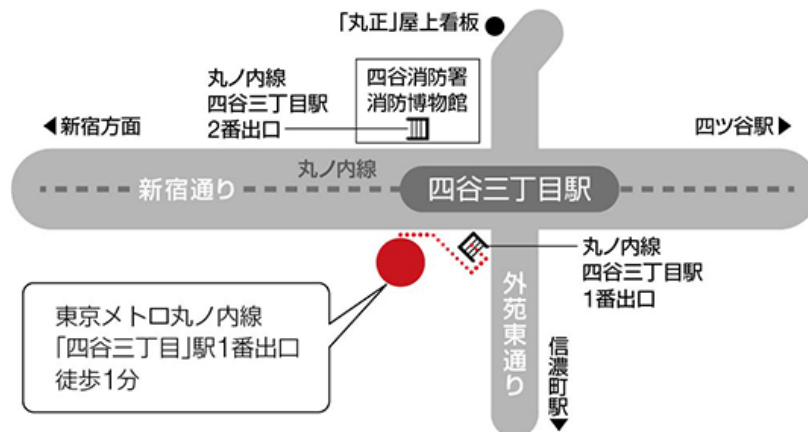 「丸正」屋上看板
丸ノ内線
四谷三丁目駅
2番出口
四谷消防署
消防博物館
◀新宿方面
四ツ谷駅▶
新宿通り
丸ノ内線
四谷三丁目駅
丸ノ内線
四谷三丁目駅
1番出口
外苑東通り
信濃町駅▼
東京メトロ丸ノ内線
「四谷三丁目」駅1番出口
徒歩1分